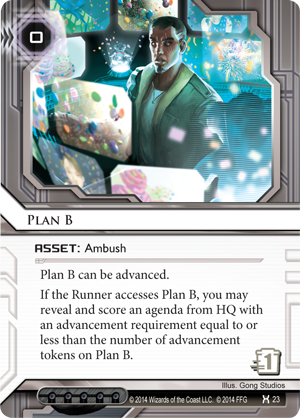 0
PLAN B
ASSET: Ambush
Plan B can be advanced.
If the Runner accesses Plan B, you may
reveal and score an agenda from HQ with
an advancement requirement equal to or
less than the number of advancement
tokens on Plan B.
1
Illus. Gong Studios
© 2014 Wizards of the Coast LLC. © 2014 FFG
23